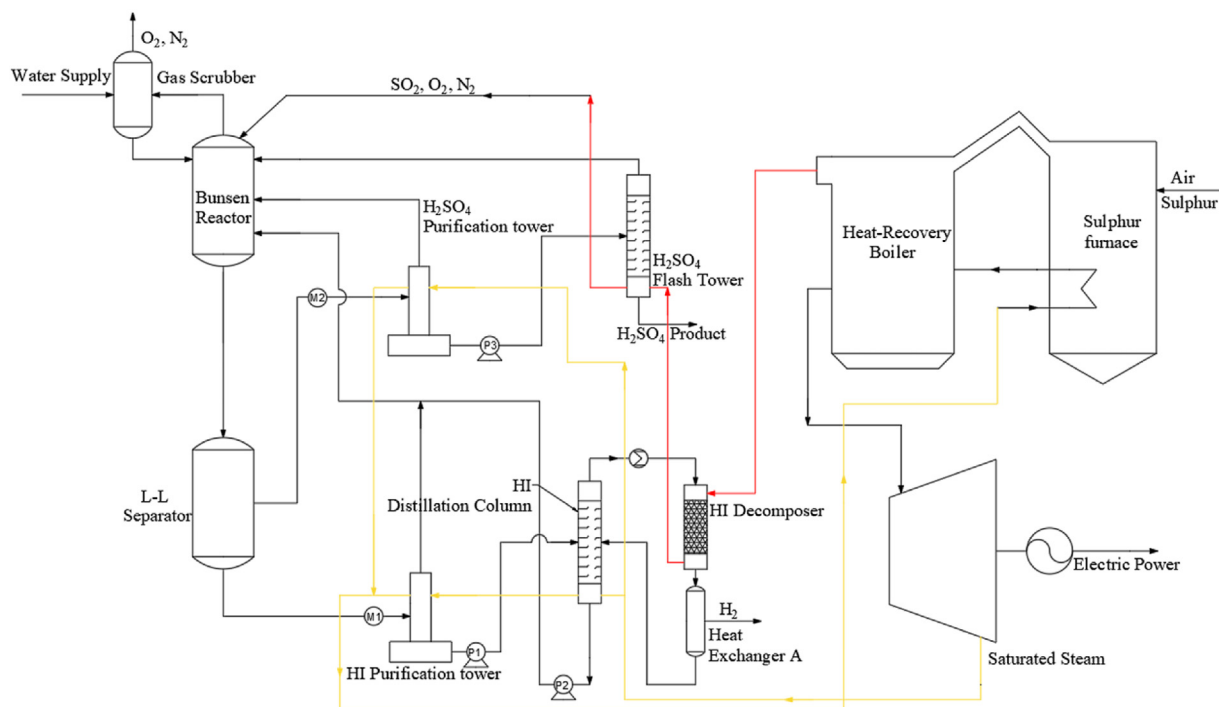 O₂, N₂
Water Supply
Gas Scrubber
SO₂, O₂, N₂
Air
Sulphur
Bunsen
Reactor
H₂SO₄
Purification tower
Heat-Recovery
Boiler
Sulphur
furnace
H₂SO₄
Flash Tower
M2
P3
H₂SO₄ Product
L-L
Separator
HI
Distillation Column
HI Decomposer
Electric Power
M1
H₂
Heat
Exchanger A
P1
HI Purification tower
P2
Saturated Steam